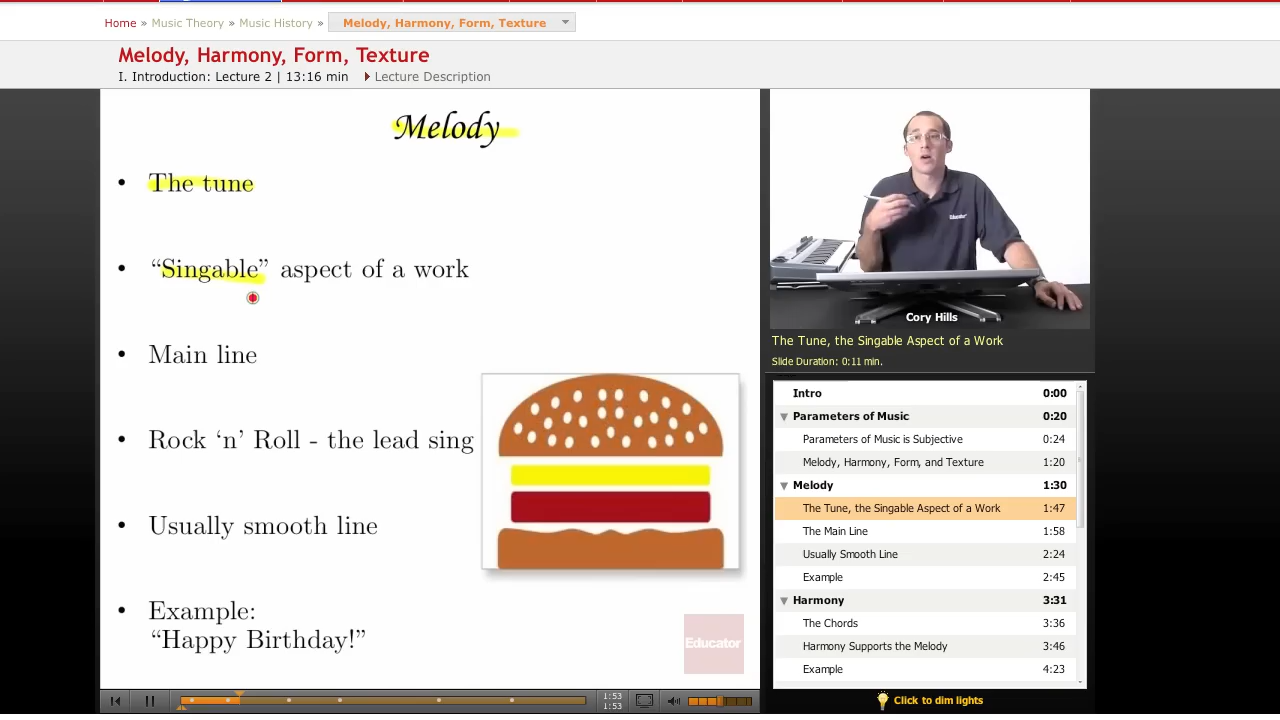 Home » Music Theory » Music History » Melody, Harmony, Form, Texture
Melody, Harmony, Form, Texture
I. Introduction: Lecture 2 | 13:16 min Lecture Description
Melody
• The tune
• “Singable” aspect of a work
• Main line
• Rock ‘n’ Roll - the lead sing
• Usually smooth line
• Example:
“Happy Birthday!”
Educator
1:53
1:53
Educator
Cory Hills
The Tune, the Singable Aspect of a Work
Slide Duration: 0:11 min.
Intro 0:00
Parameters of Music 0:20
Parameters of Music is Subjective 0:24
Melody, Harmony, Form, and Texture 1:20
Melody 1:30
The Tune, the Singable Aspect of a Work 1:47
The Main Line 1:58
Usually Smooth Line 2:24
Example 2:45
Harmony 3:31
The Chords 3:36
Harmony Supports the Melody 3:46
Example 4:23
Click to dim lights